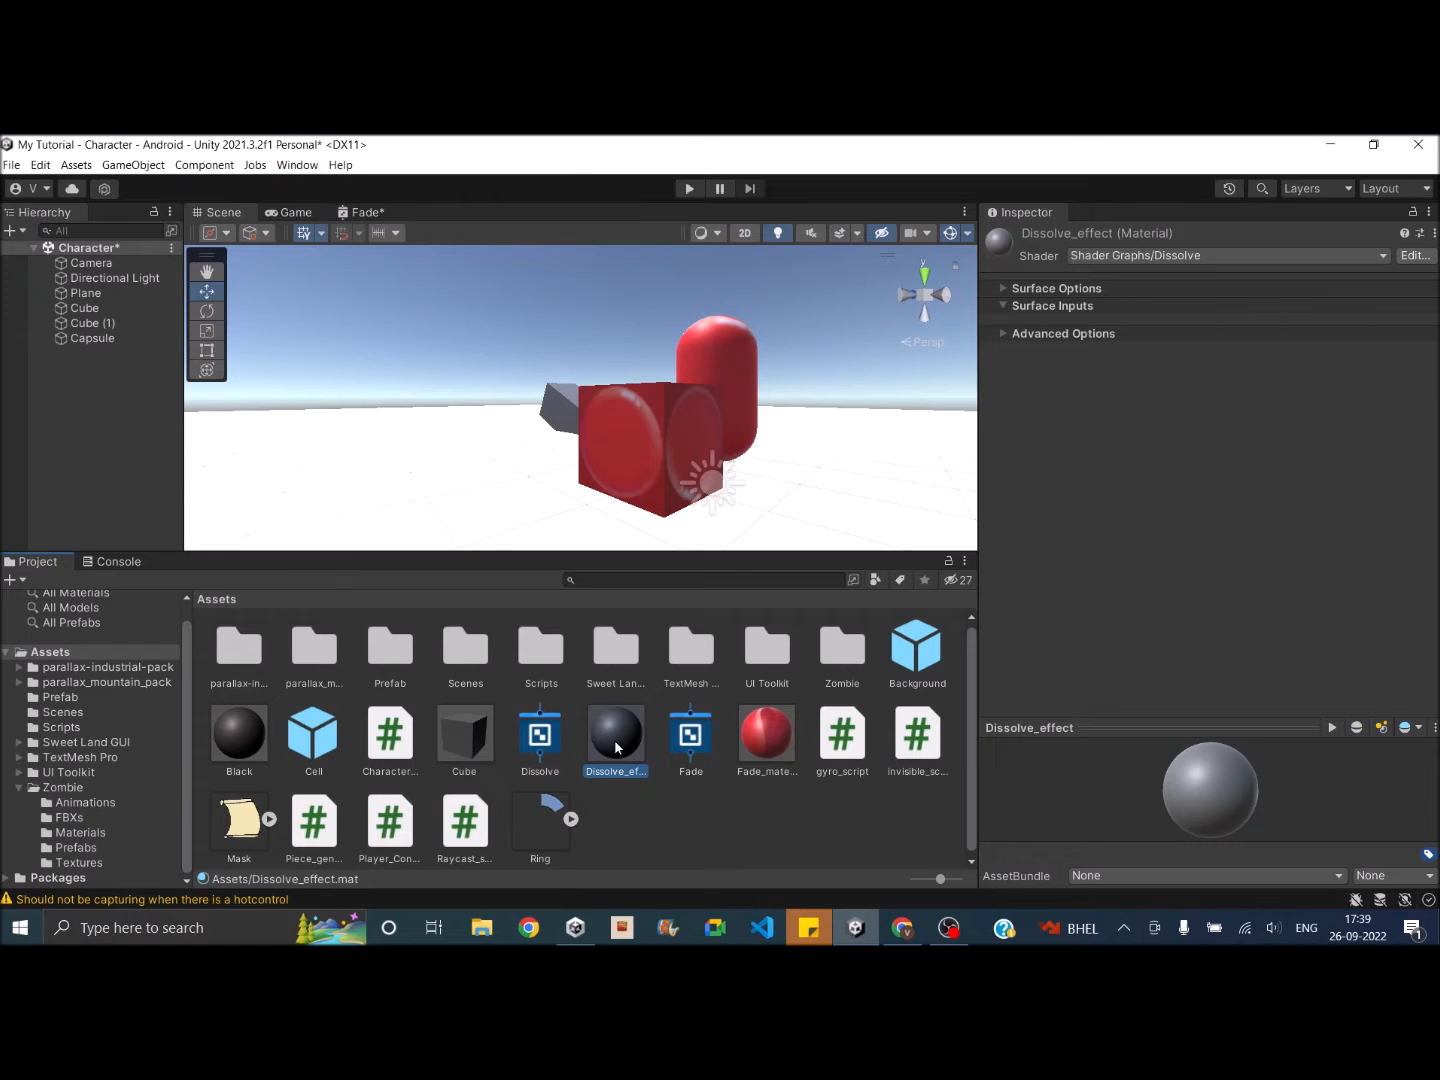 My Tutorial - Character - Android - Unity 2021.3.2f1 Personal* <DX11>
File Edit Assets GameObject Component Jobs Window Help
V Layers Layout
Hierarchy Scene Game Fade* Inspector
All 2D
Character*
Camera
Directional Light
Plane
Cube
Cube (1)
Capsule
y
Persp
Dissolve_effect (Material)
Shader Shader Graphs/Dissolve Edit...
Surface Options
Surface Inputs
Advanced Options
Project Console
27
All Materials
All Models
All Prefabs
Assets
parallax-industrial-pack
parallax_mountain_pack
Prefab
Scenes
Scripts
Sweet Land GUI
TextMesh Pro
UI Toolkit
Zombie
Animations
FBXs
Materials
Prefabs
Textures
Packages
Assets
parallax-in... parallax_m... Prefab Scenes Scripts Sweet Lan... TextMesh ... UI Toolkit Zombie Background
Black Cell Character... Cube Dissolve Dissolve_ef... Fade Fade_mate... gyro_script invisible_sc...
Mask Piece_gen... Player_Con... Raycast_s... Ring
Assets/Dissolve_effect.mat
Dissolve_effect
AssetBundle None None
Should not be capturing when there is a hotcontrol
Type here to search
BHEL ENG 17:39
26-09-2022
1